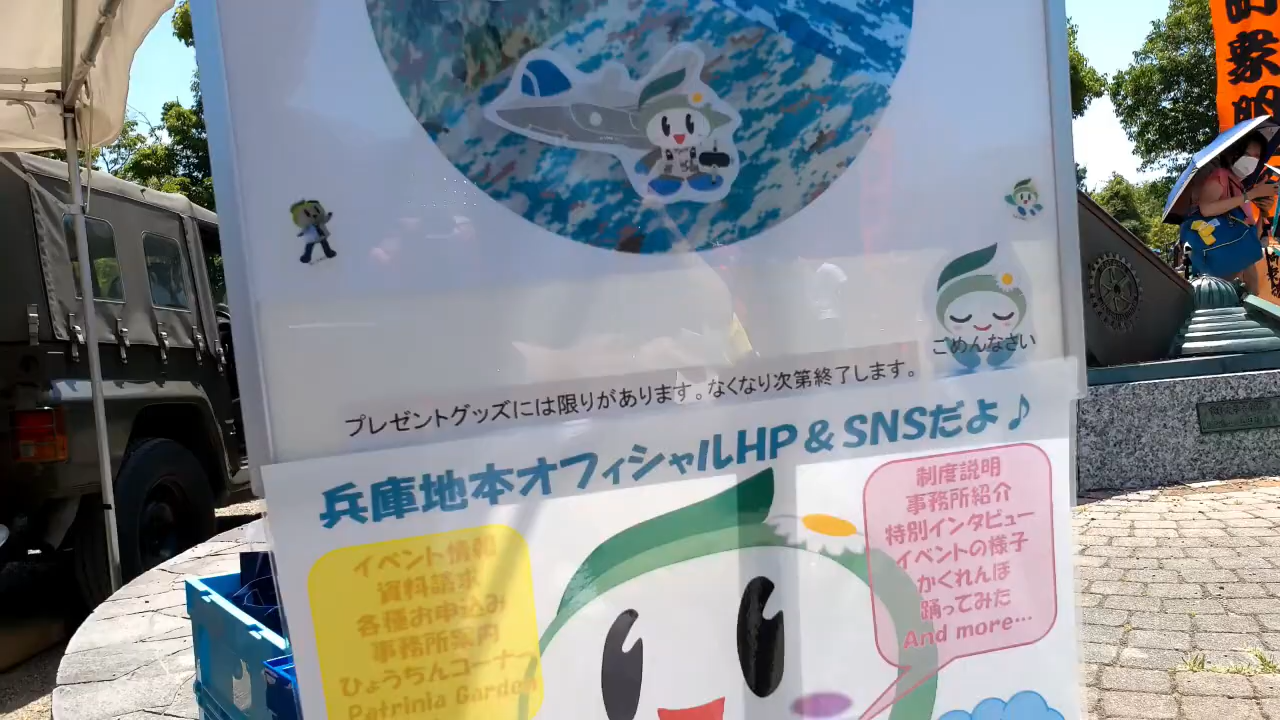 ごめんなさい
プレゼントグッズには限りがあります。なくなり次第終了します。
兵庫地本オフィシャルHP＆SNSだよ♪
イベント情報
資料請求
各種お申込み
事務所案内
ひょうちんコーナー
Patrinia Garden
制度説明
事務所紹介
特別インタビュー
イベントの様子
かくれんぼ
踊ってみた
And more…